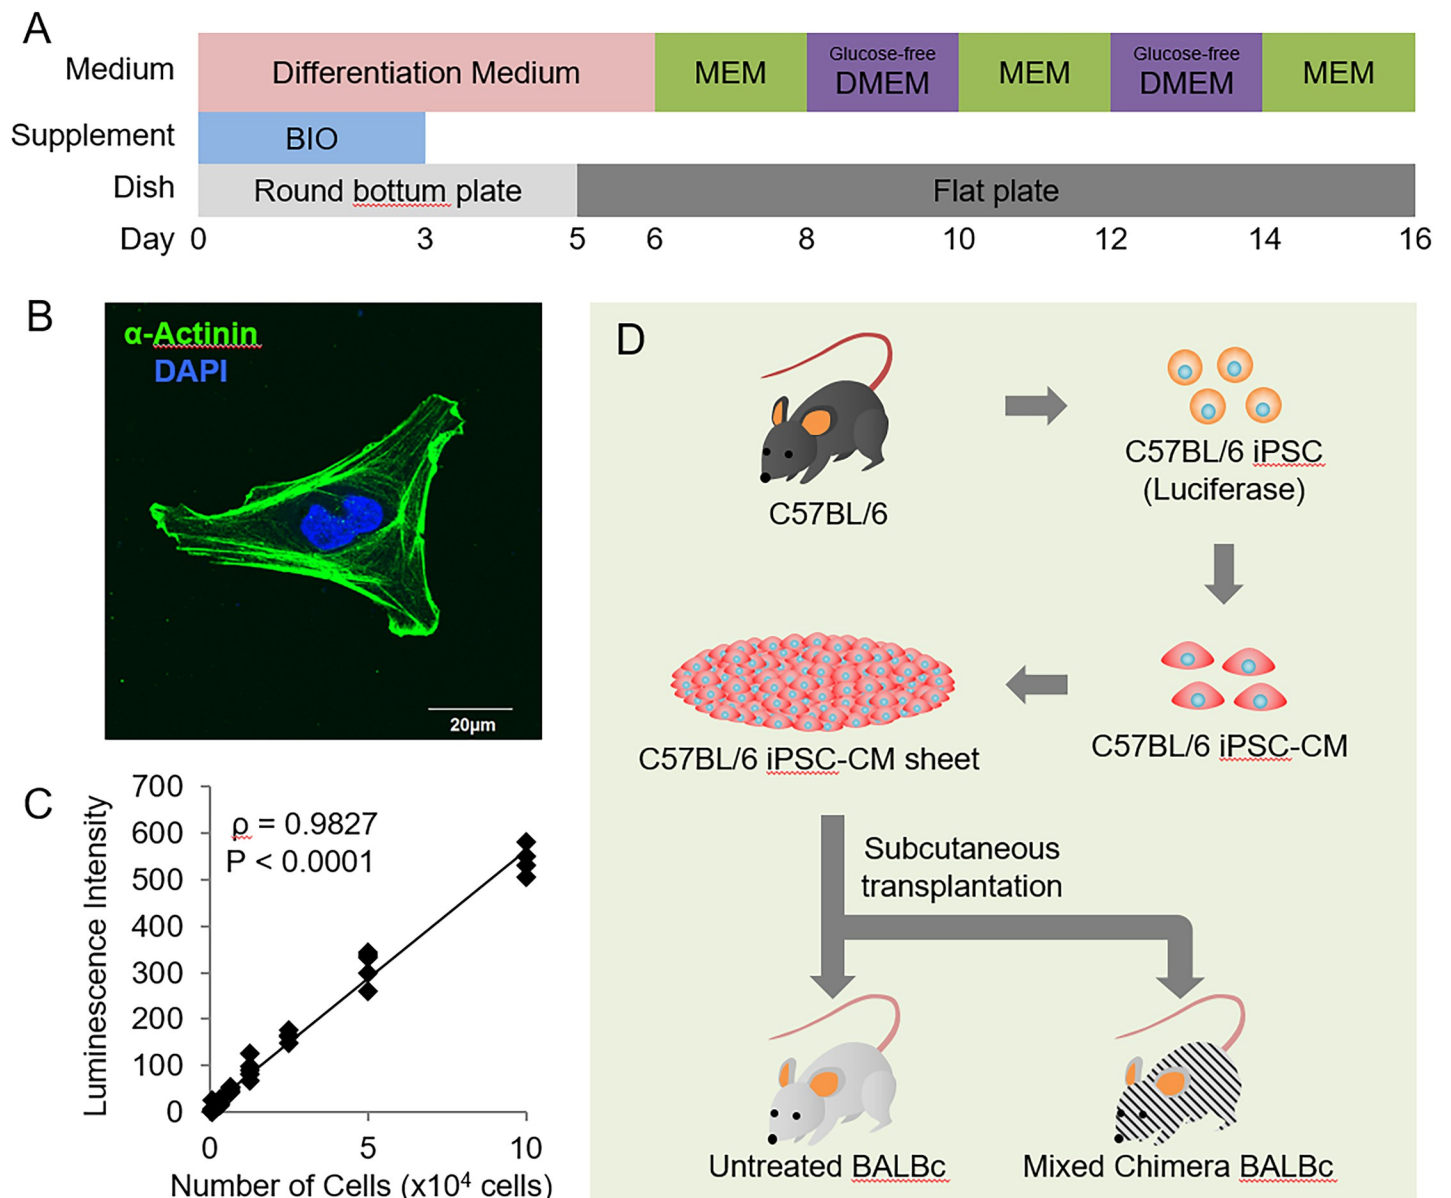 A
Medium
Differentiation Medium
MEM
Glucose-free
DMEM
MEM
Glucose-free
DMEM
MEM
Supplement
BIO
Dish
Round bottum plate
Flat plate
Day 0 3 5 6 8 10 12 14 16
B
α-Actinin
DAPI
20μm
C
700
600
500
400
300
200
100
0
Luminescence Intensity
ρ = 0.9827
P < 0.0001
0 5 10
Number of Cells (x10⁴ cells)
D
C57BL/6
C57BL/6 iPSC
(Luciferase)
C57BL/6 iPSC-CM
C57BL/6 iPSC-CM sheet
Subcutaneous
transplantation
Untreated BALBc
Mixed Chimera BALBc